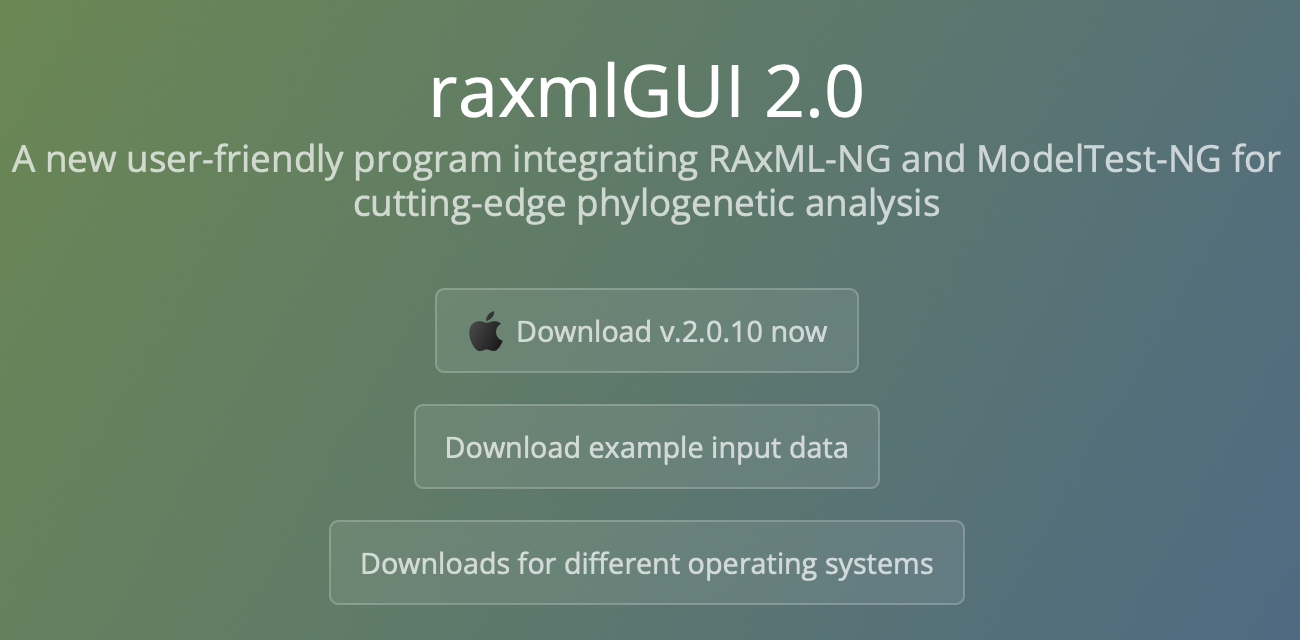 raxmlGUI 2.0
A new user-friendly program integrating RAxML-NG and ModelTest-NG for
cutting-edge phylogenetic analysis
Download v.2.0.10 now
Download example input data
Downloads for different operating systems